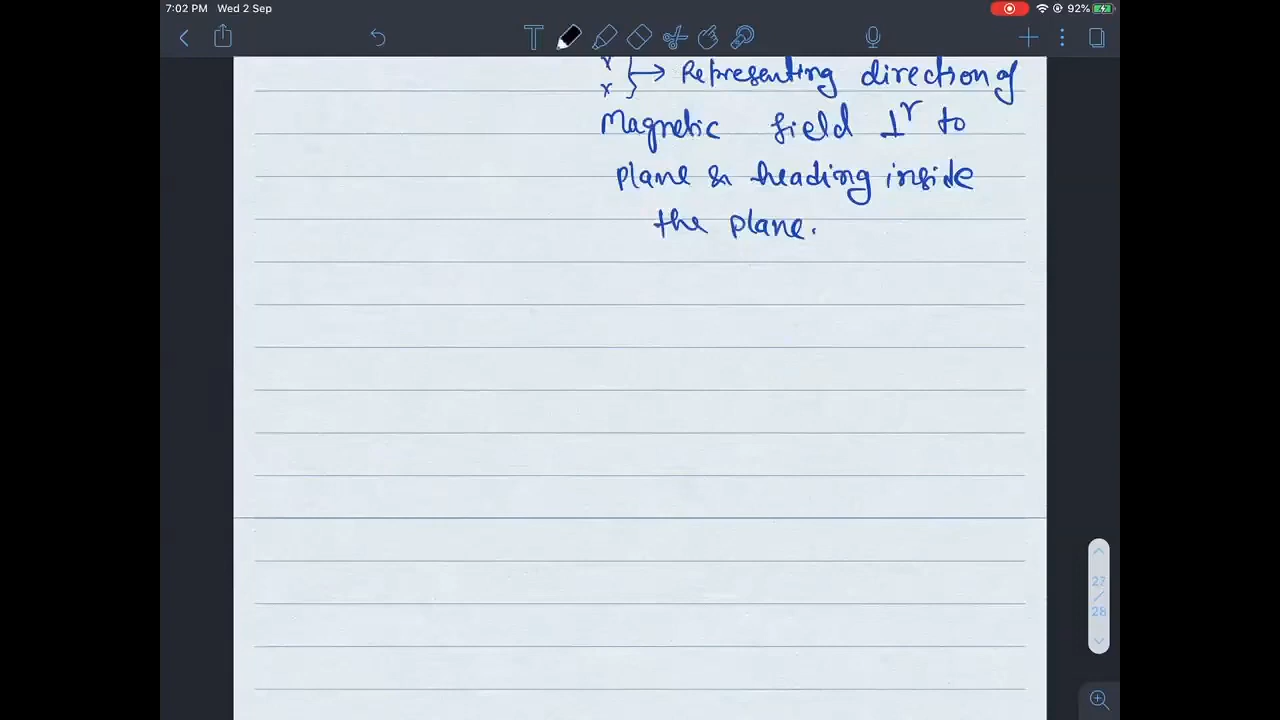 7:02 PM Wed 2 Sep
92%
x
x } → Representing direction of
Magnetic field ⊥r to
plane & heading inside
the plane.
27
/
28